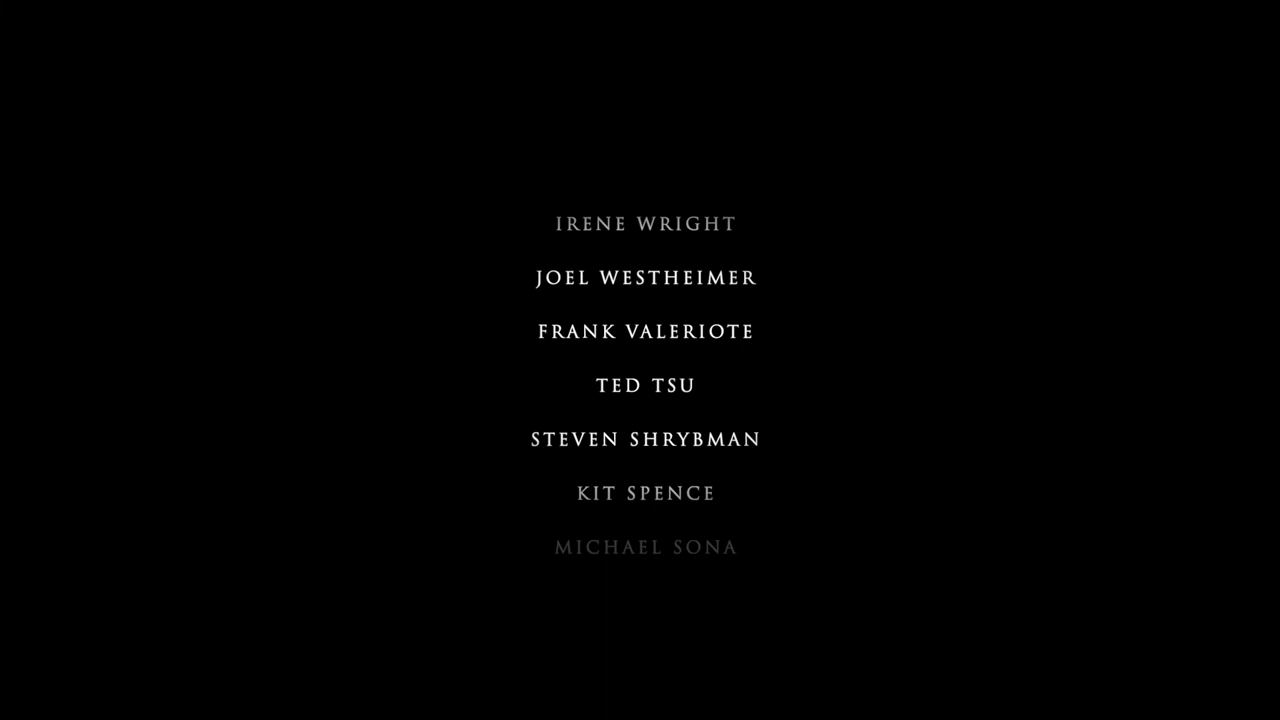 IRENE WRIGHT
JOEL WESTHEIMER
FRANK VALERIOTE
TED TSU
STEVEN SHRYBMAN
KIT SPENCE
MICHAEL SONA